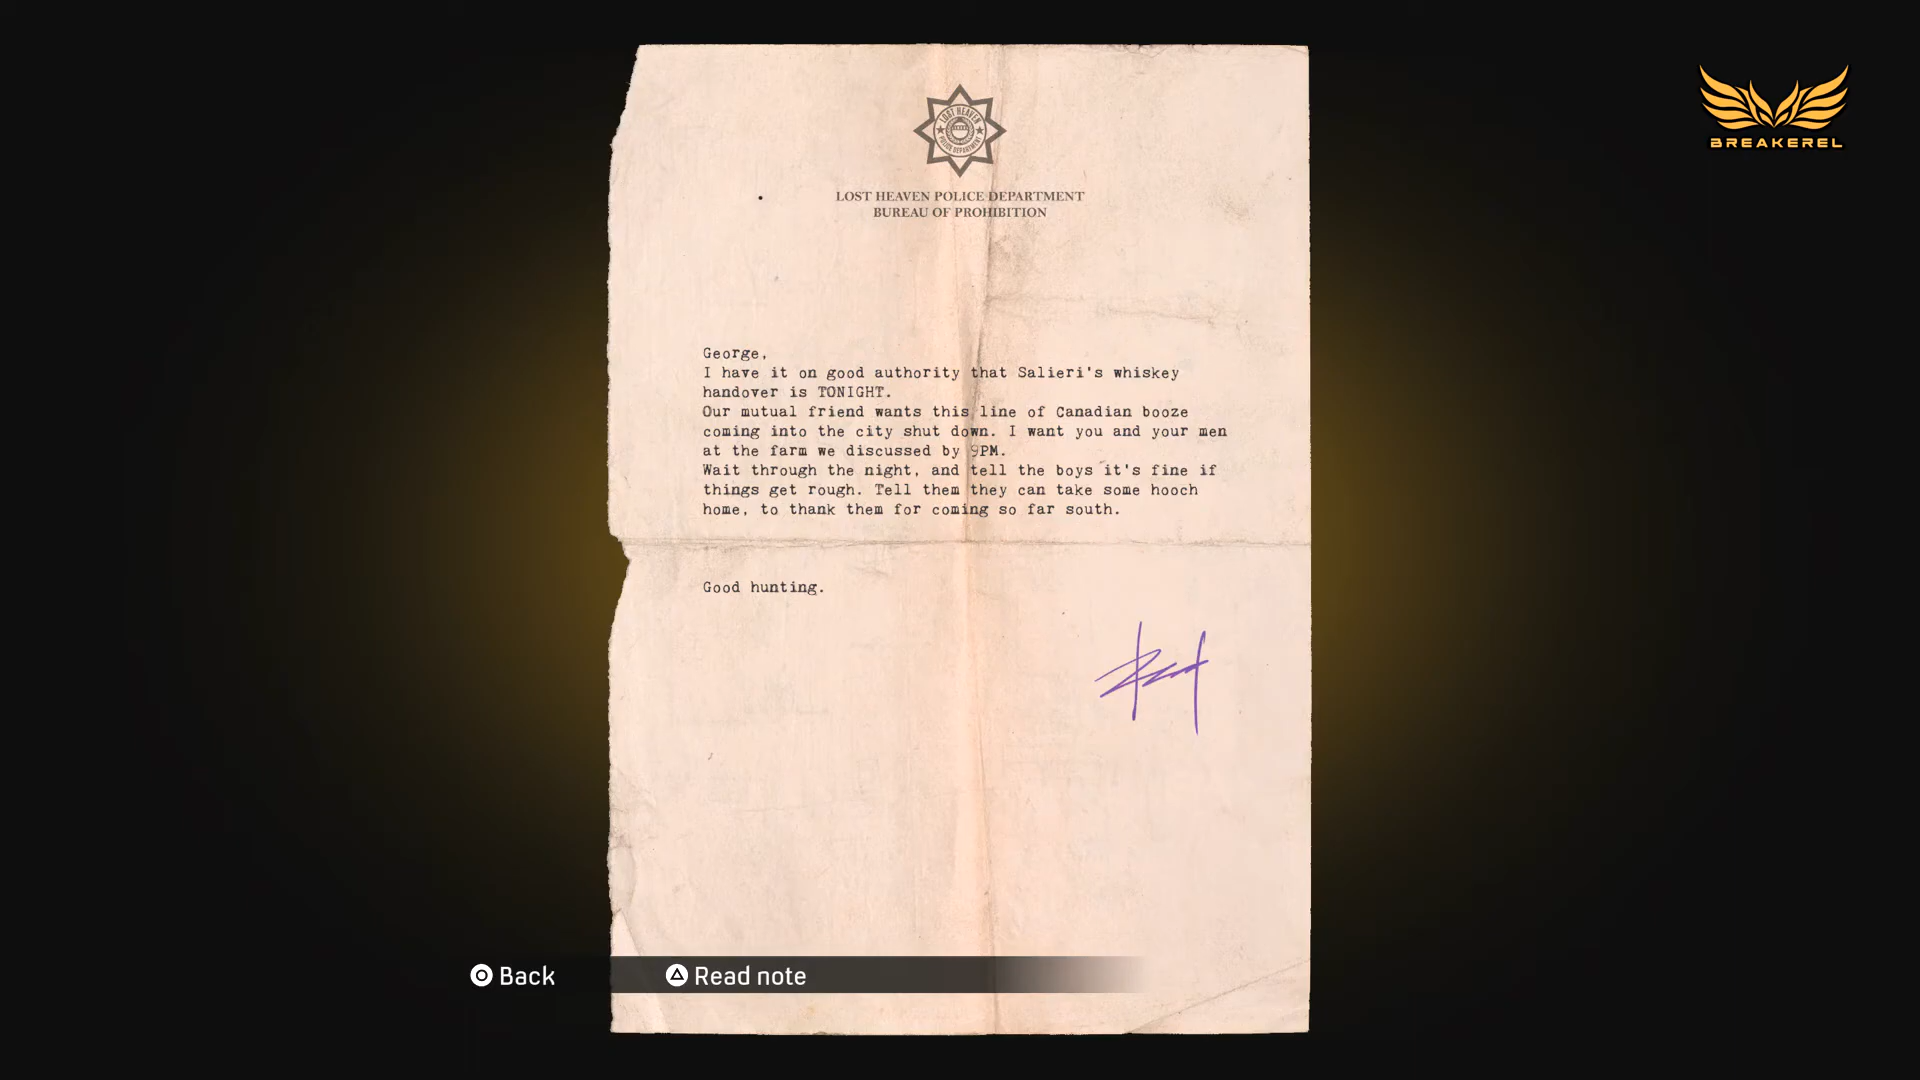 LOST HEAVEN
POLICE DEPARTMENT
BREAKEREL
LOST HEAVEN POLICE DEPARTMENT
BUREAU OF PROHIBITION
George,
I have it on good authority that Salieri's whiskey
handover is TONIGHT.
Our mutual friend wants this line of Canadian booze
coming into the city shut down. I want you and your men
at the farm we discussed by 9PM.
Wait through the night, and tell the boys it's fine if
things get rough. Tell them they can take some hooch
home, to thank them for coming so far south.
Good hunting.
Back
Read note